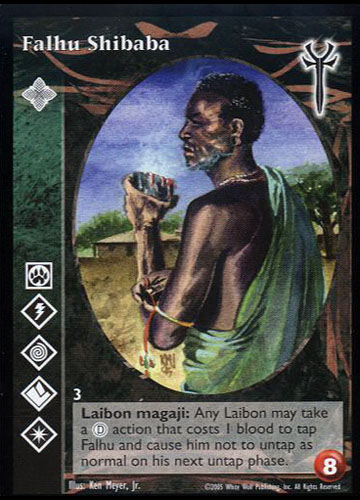 Falhu Shibaba
3
Laibon magaji: Any Laibon may take
a D action that costs 1 blood to tap
Falhu and cause him not to untap as
normal on his next untap phase.
8
Illus: Ken Meyer, Jr.
©2005 White Wolf Publishing, Inc. All Rights Reserved.